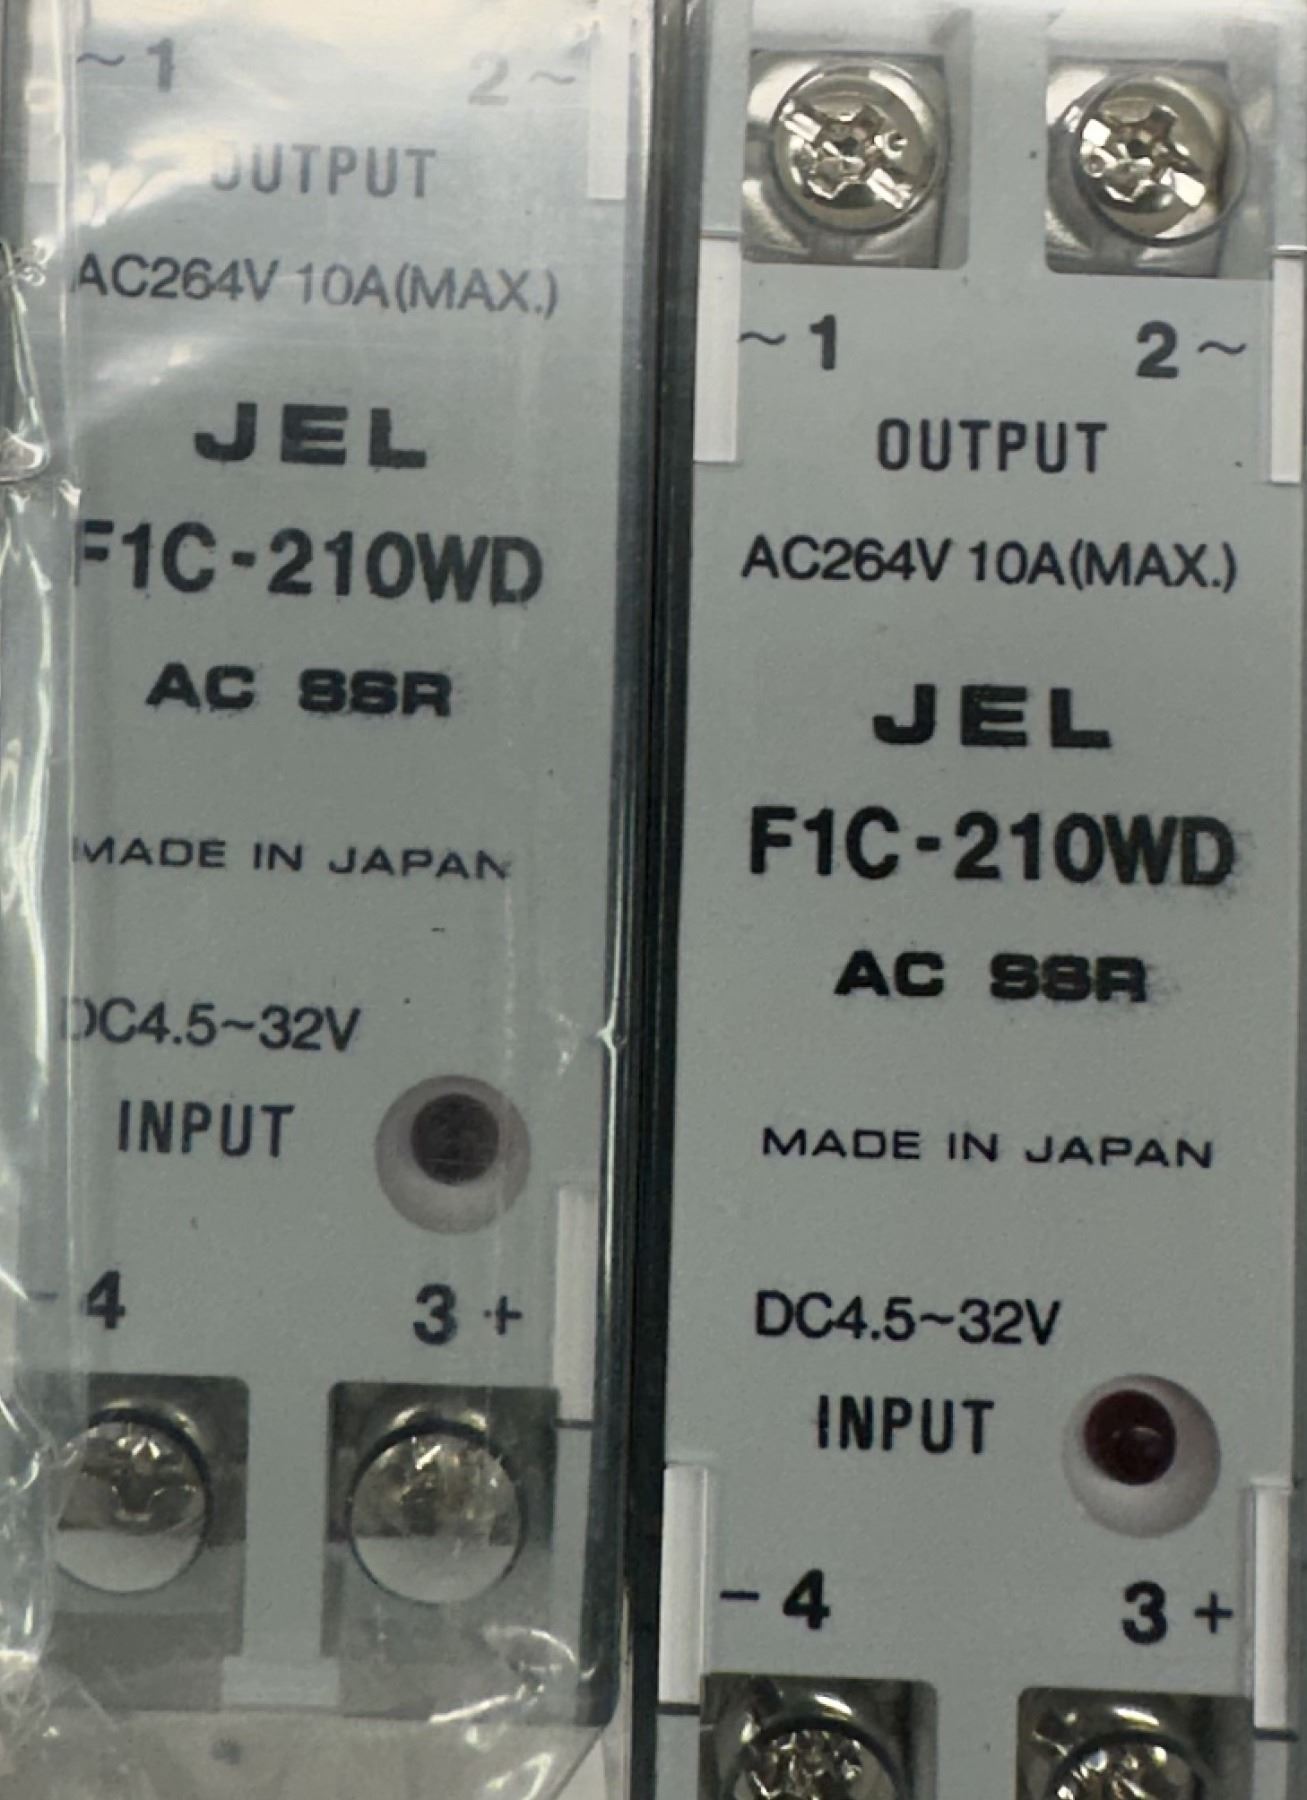 ~1 2~
OUTPUT
AC264V 10A(MAX.)
JEL
F1C-210WD
AC SSR
MADE IN JAPAN
DC4.5~32V
INPUT
- 4 3 +
~1 2~
OUTPUT
AC264V 10A(MAX.)
JEL
F1C-210WD
AC SSR
MADE IN JAPAN
DC4.5~32V
INPUT
- 4 3 +